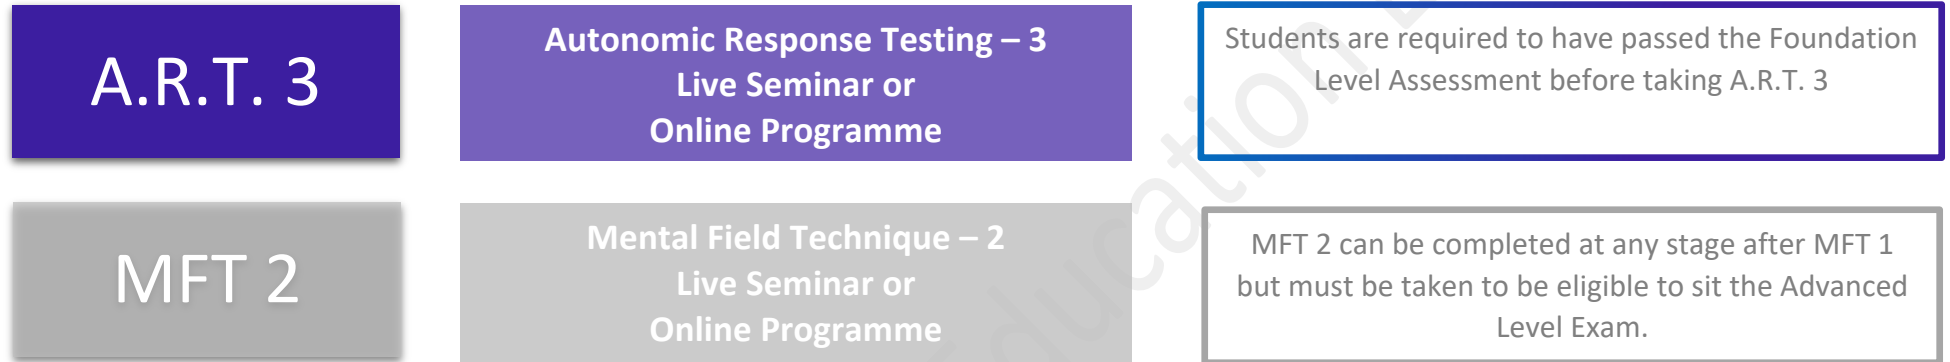 A.R.T. 3
Autonomic Response Testing – 3
Live Seminar or
Online Programme
Students are required to have passed the Foundation
Level Assessment before taking A.R.T. 3
MFT 2
Mental Field Technique – 2
Live Seminar or
Online Programme
MFT 2 can be completed at any stage after MFT 1
but must be taken to be eligible to sit the Advanced
Level Exam.
Education